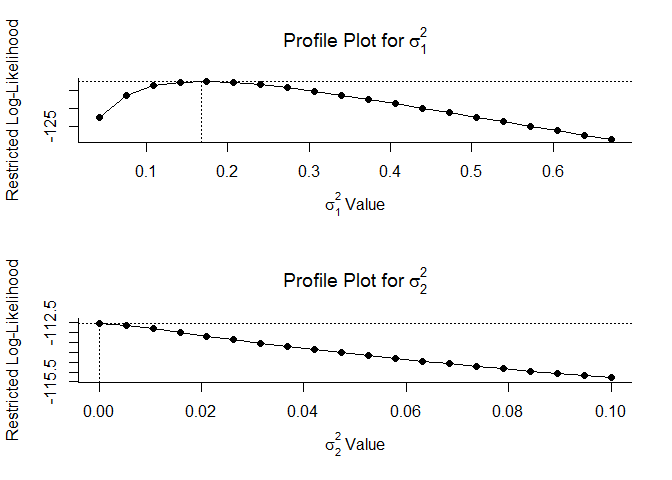 Profile Plot for σ₁²
Restricted Log-Likelihood
-125
0.1 0.2 0.3 0.4 0.5 0.6
σ₁² Value
Profile Plot for σ₂²
Restricted Log-Likelihood
-112.5
-115.5
0.00 0.02 0.04 0.06 0.08 0.10
σ₂² Value